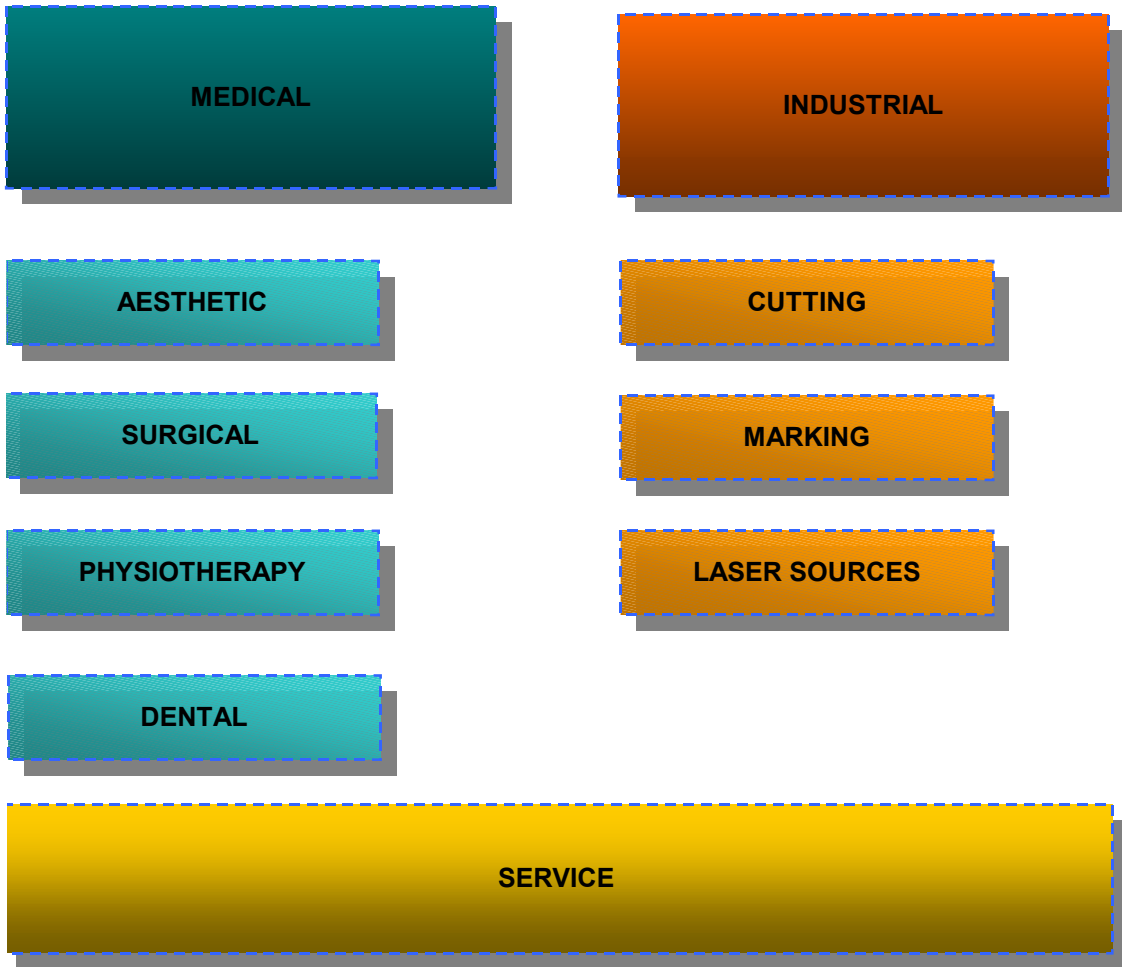 MEDICAL
INDUSTRIAL
AESTHETIC
CUTTING
SURGICAL
MARKING
PHYSIOTHERAPY
LASER SOURCES
DENTAL
SERVICE